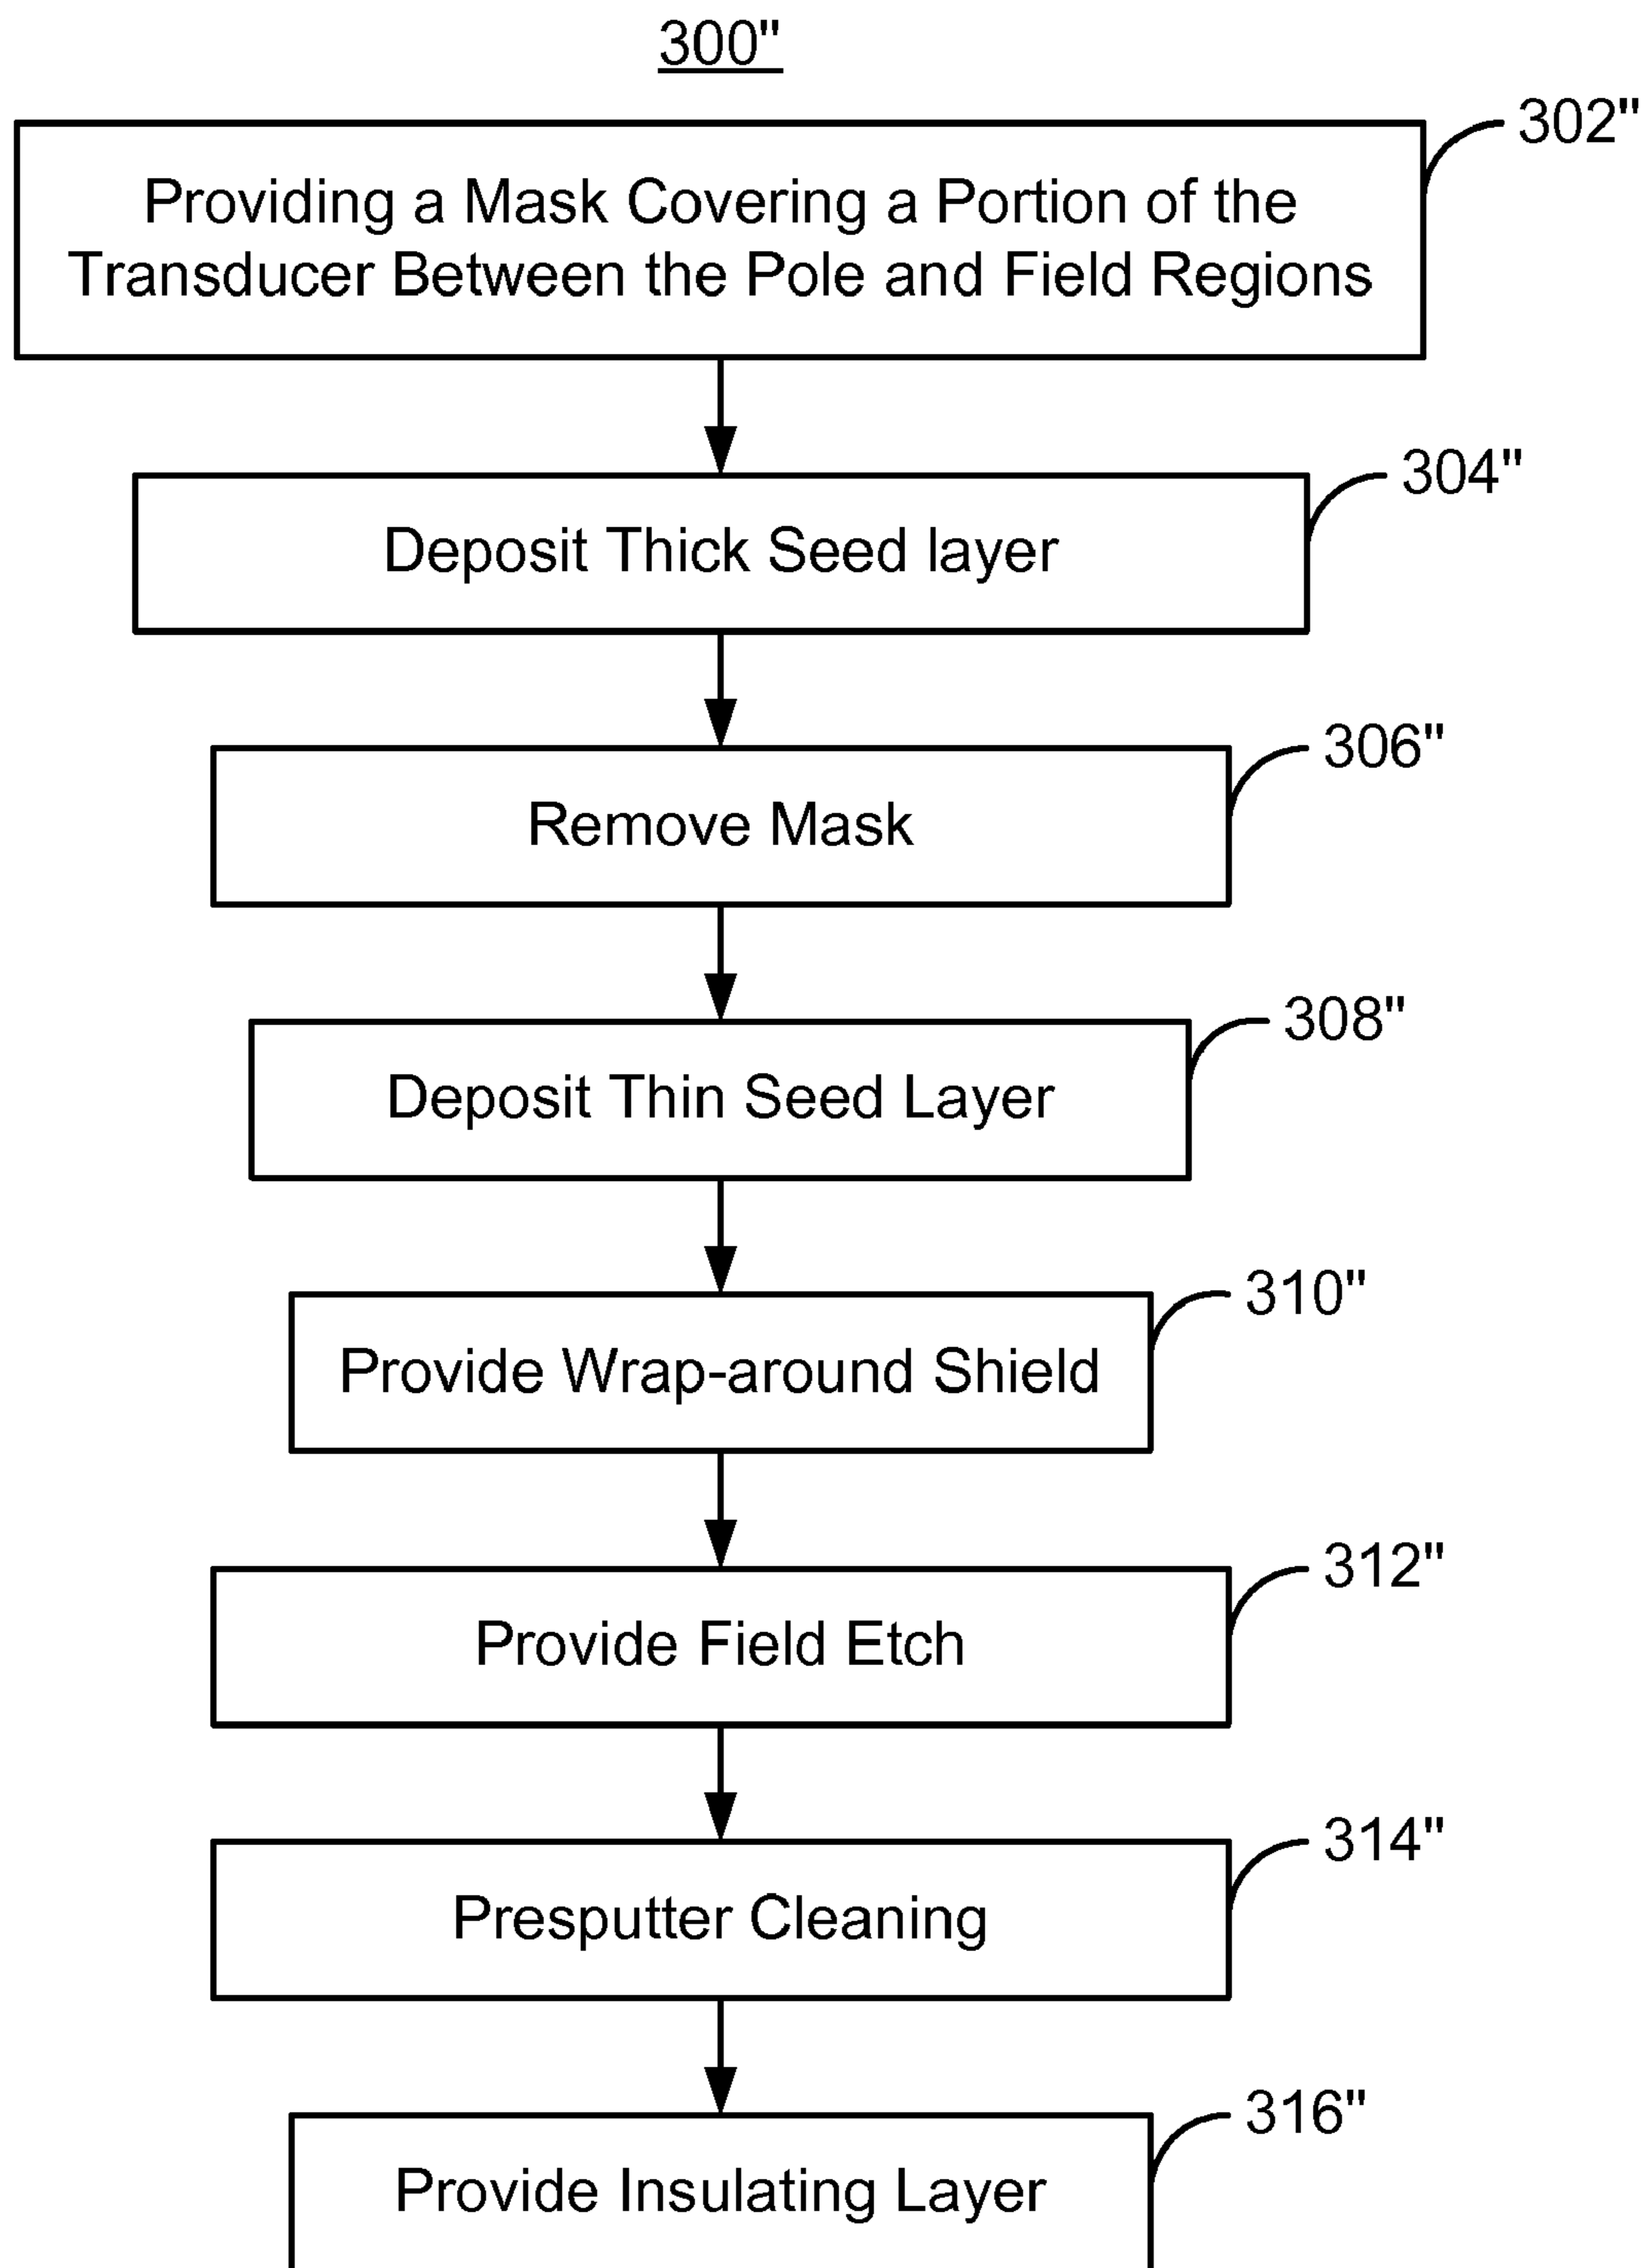 300"
302"
Providing a Mask Covering a Portion of the
Transducer Between the Pole and Field Regions
304"
Deposit Thick Seed layer
306"
Remove Mask
308"
Deposit Thin Seed Layer
310"
Provide Wrap-around Shield
312"
Provide Field Etch
314"
Presputter Cleaning
316"
Provide Insulating Layer